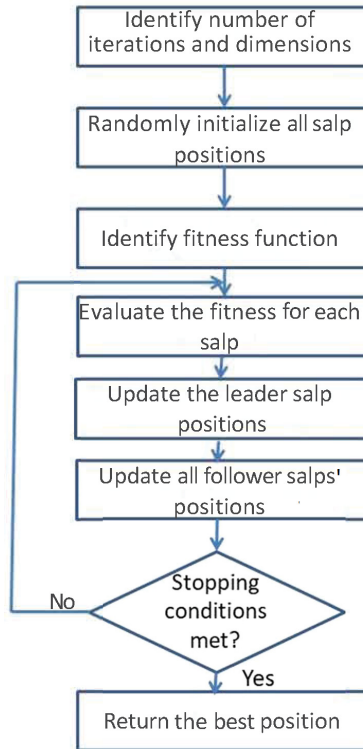 Identify number of
iterations and dimensions
Randomly initialize all salp
positions
Identify fitness function
Evaluate the fitness for each
salp
Update the leader salp
positions
Update all follower salps'
positions
Stopping
conditions
met?
No
Yes
Return the best position